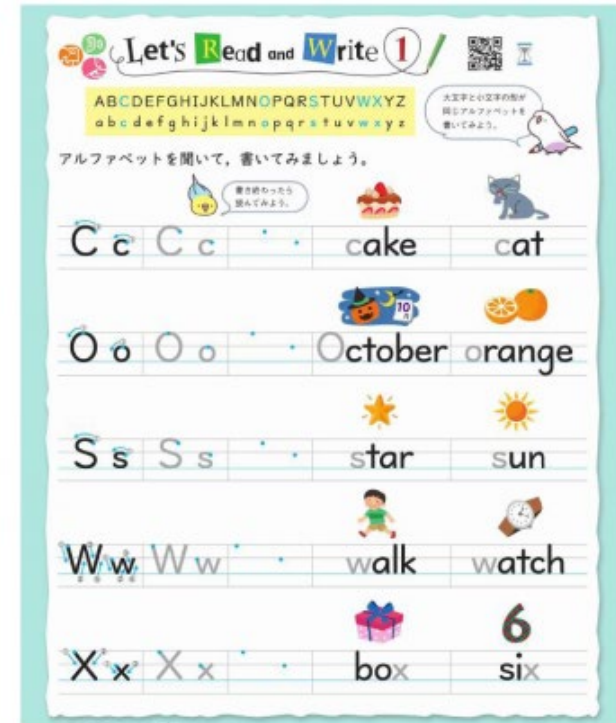 Let's Read and Write 1
ABCDEFGHIJKLMNOPQRSTUVWXYZ
abcdefghijklmnopqrstuvwxyz
大文字と小文字の形が
同じアルファベットを
書いてみよう。
アルファベットを聞いて，書いてみましょう。
書き終わったら
読んでみよう。
C c C c cake cat
10月
O o O o October orange
S s S s star sun
W w W w walk watch
6
X x X x box six